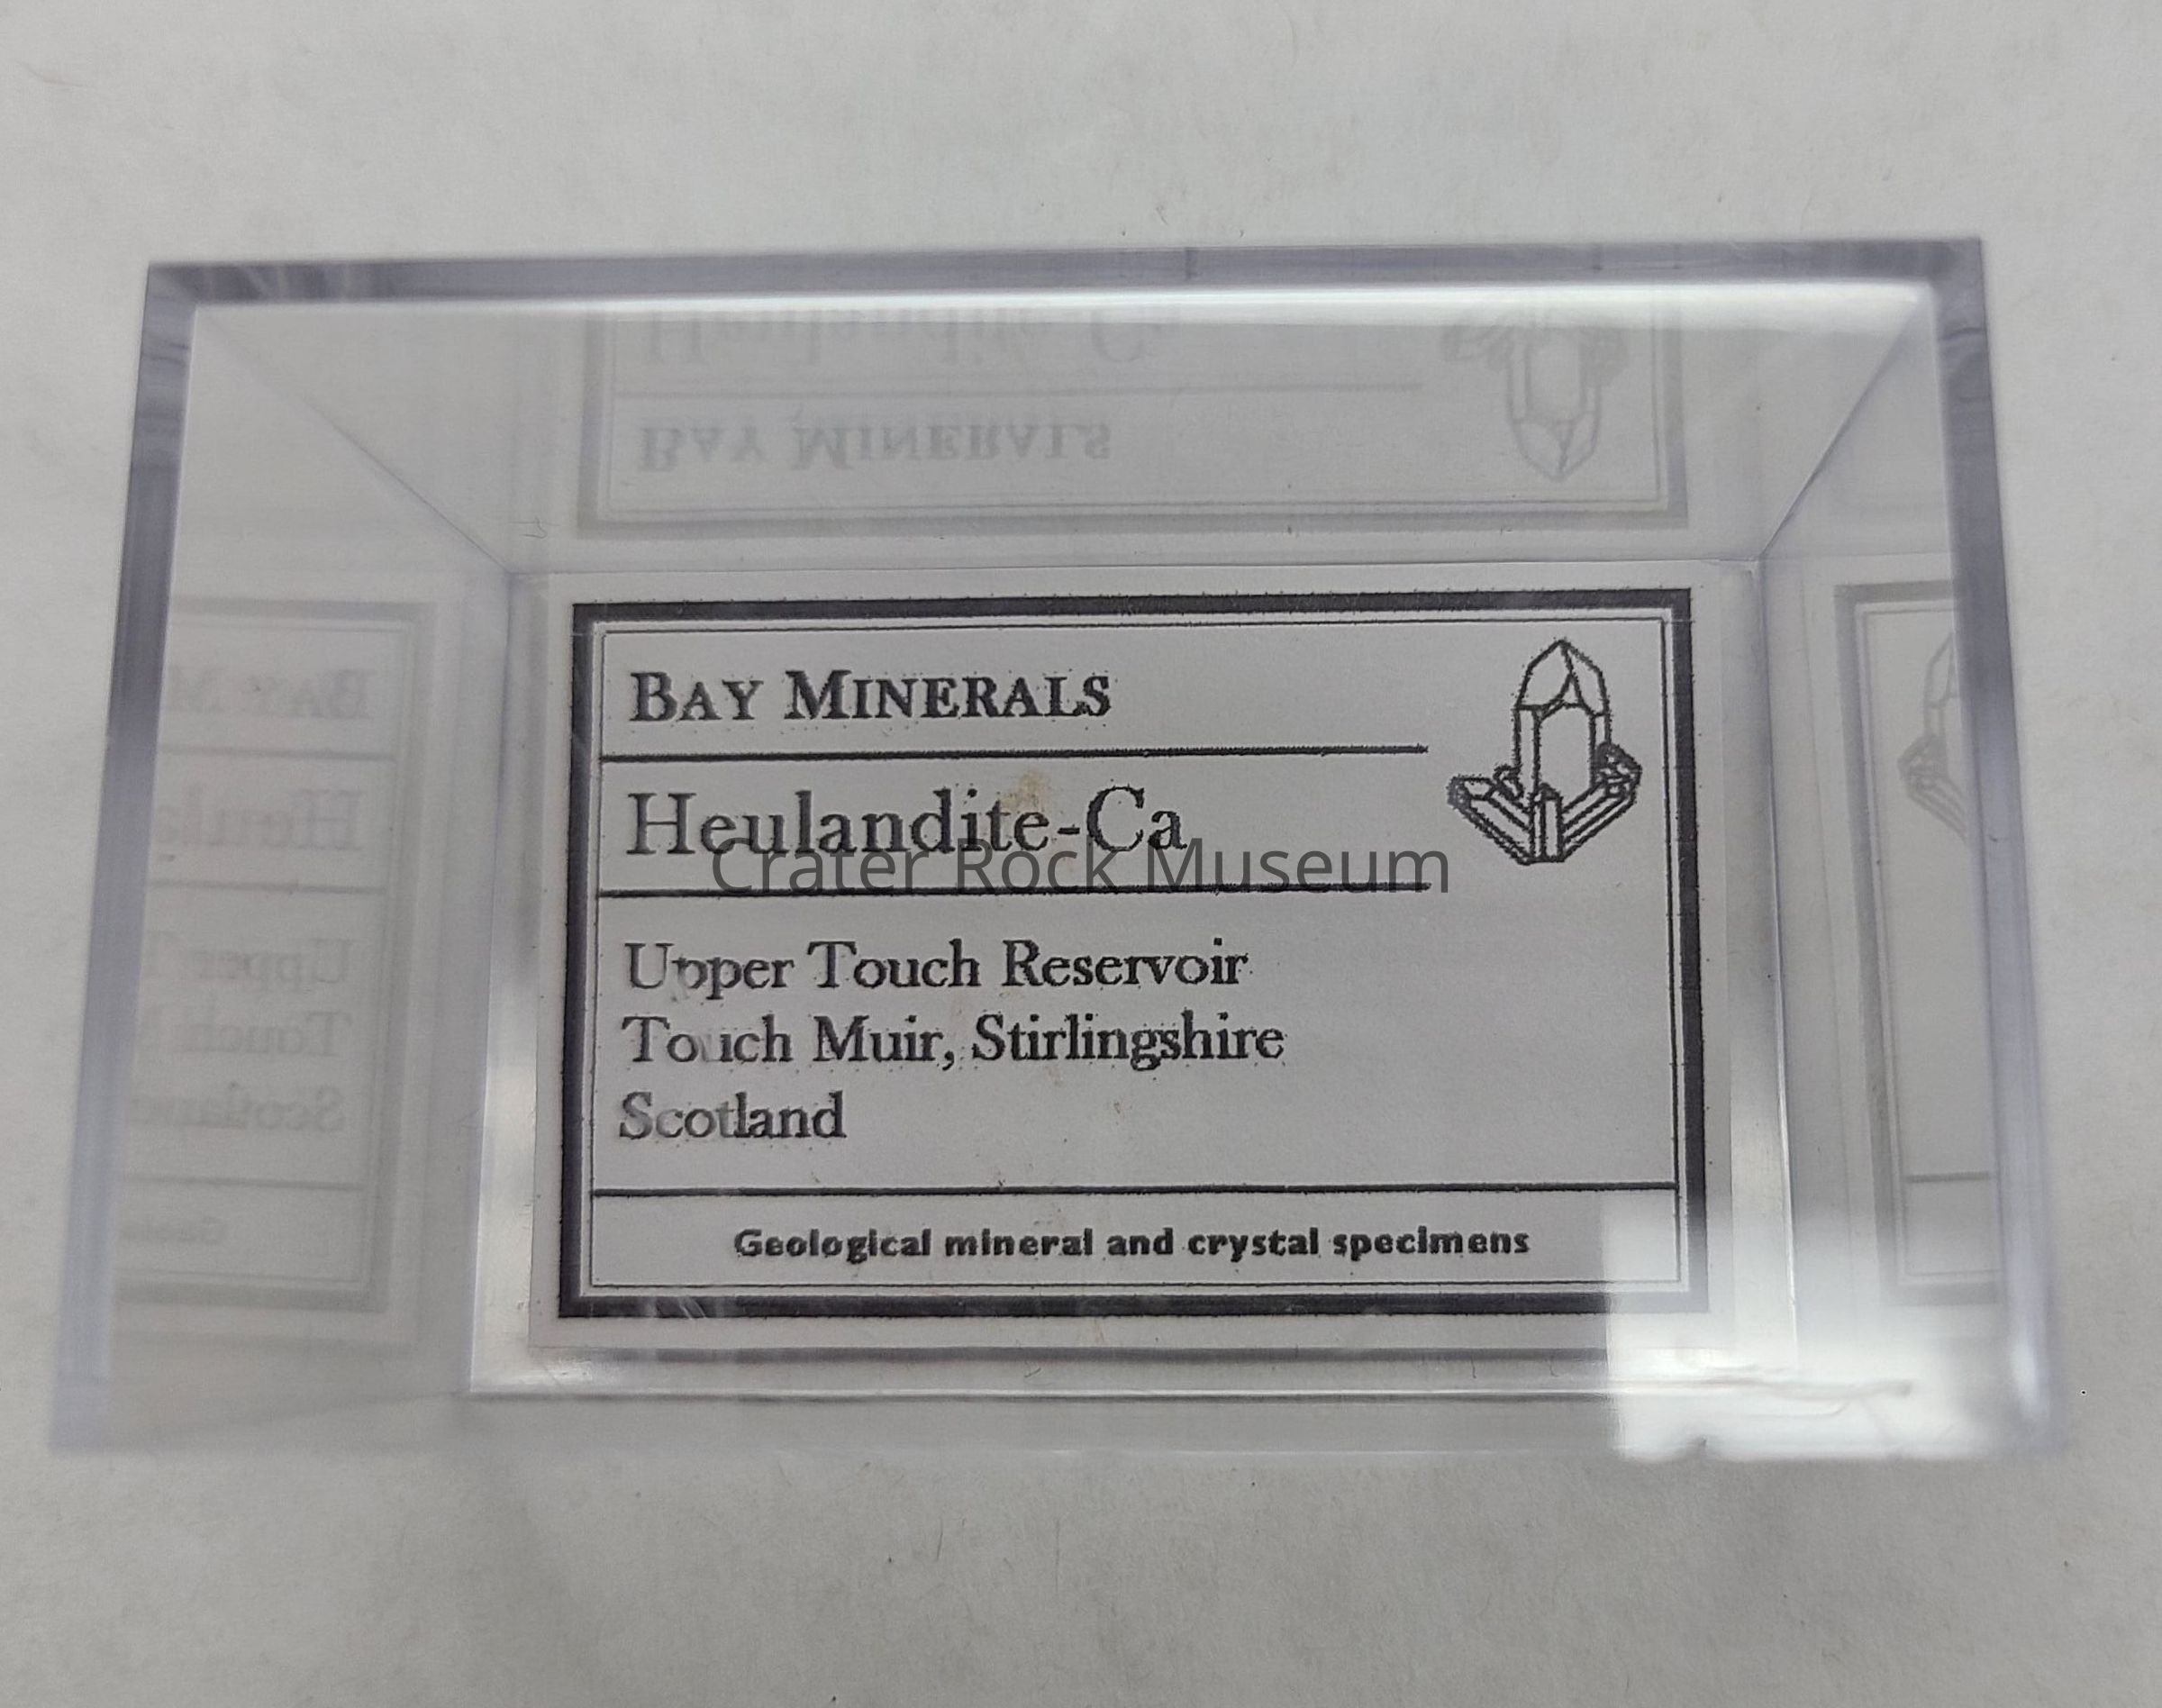 BAY MINERALS
Heulandite-Ca
Crater Rock Museum
Upper Touch Reservoir
Touch Muir, Stirlingshire
Scotland
Geological mineral and crystal specimens